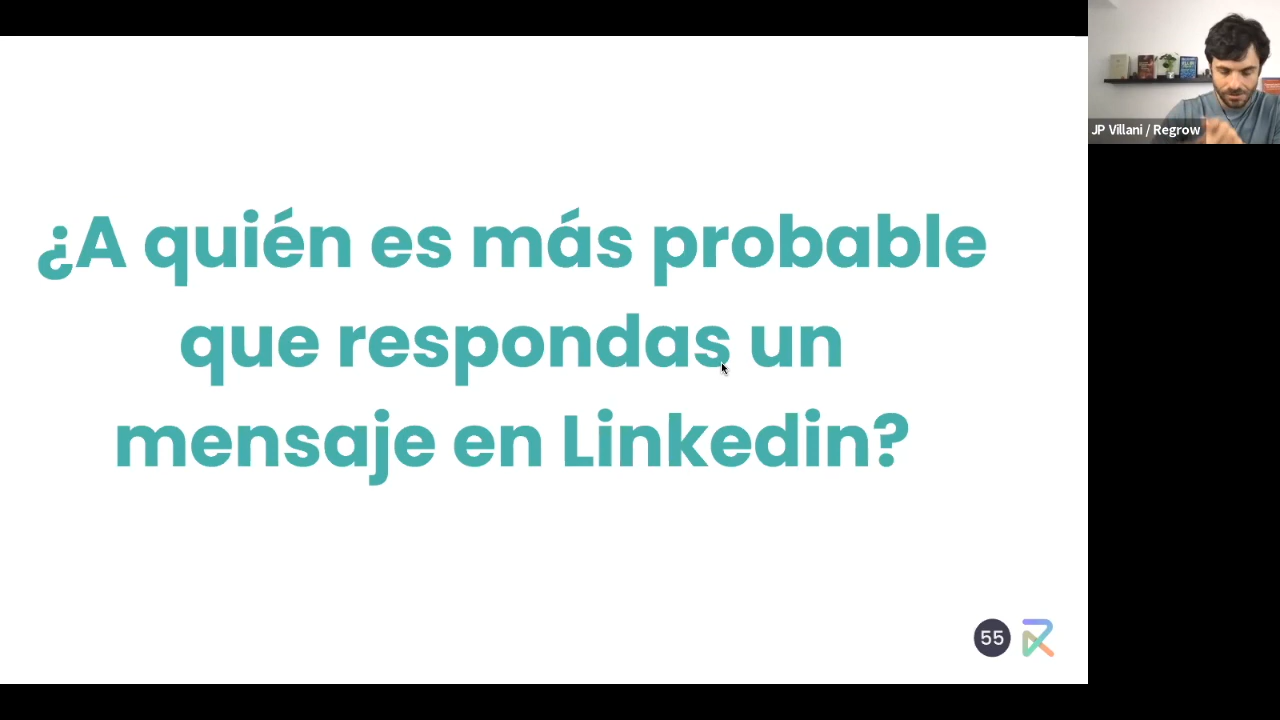 ¿A quién es más probable
que respondas un
mensaje en Linkedin?
55
JP Villani / Regrow